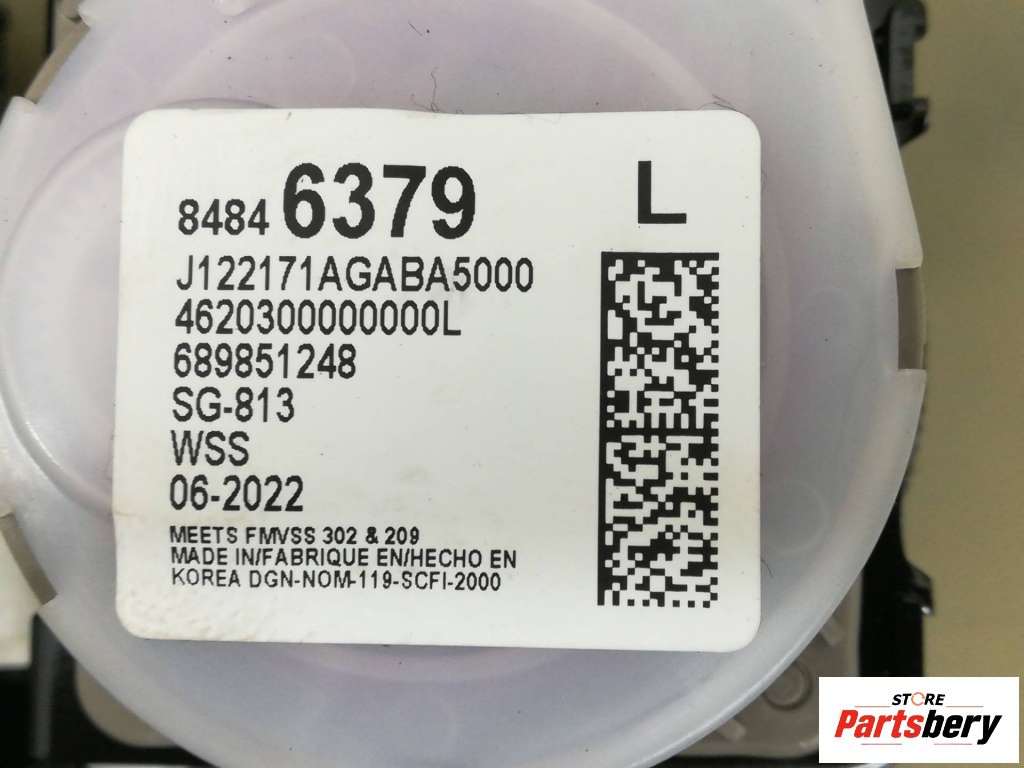 8484 6379 L
J122171AGABA5000
4620300000000L
689851248
SG-813
WSS
06-2022
MEETS FMVSS 302 & 209
MADE IN/FABRIQUE EN/HECHO EN
KOREA DGN-NOM-119-SCFI-2000
STORE
Partsbery